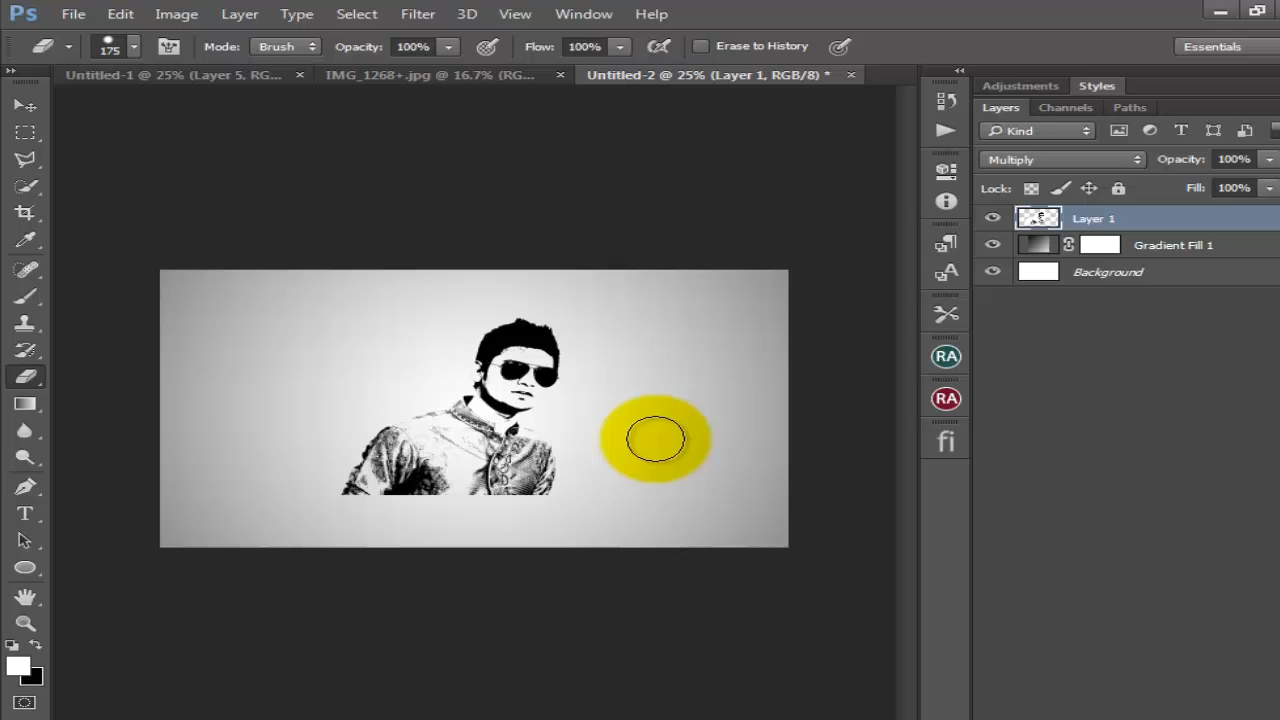 Ps File Edit Image Layer Type Select Filter 3D View Window Help
175 Mode: Brush Opacity: 100% Flow: 100% Erase to History Essentials
Untitled-1 @ 25% (Layer 5, RG... × IMG_1268+.jpg @ 16.7% (RG... × Untitled-2 @ 25% (Layer 1, RGB/8) * ×
Adjustments Styles
Layers Channels Paths
Kind
Multiply Opacity: 100%
Lock: Fill: 100%
Layer 1
Gradient Fill 1
Background
RA
RA
fi